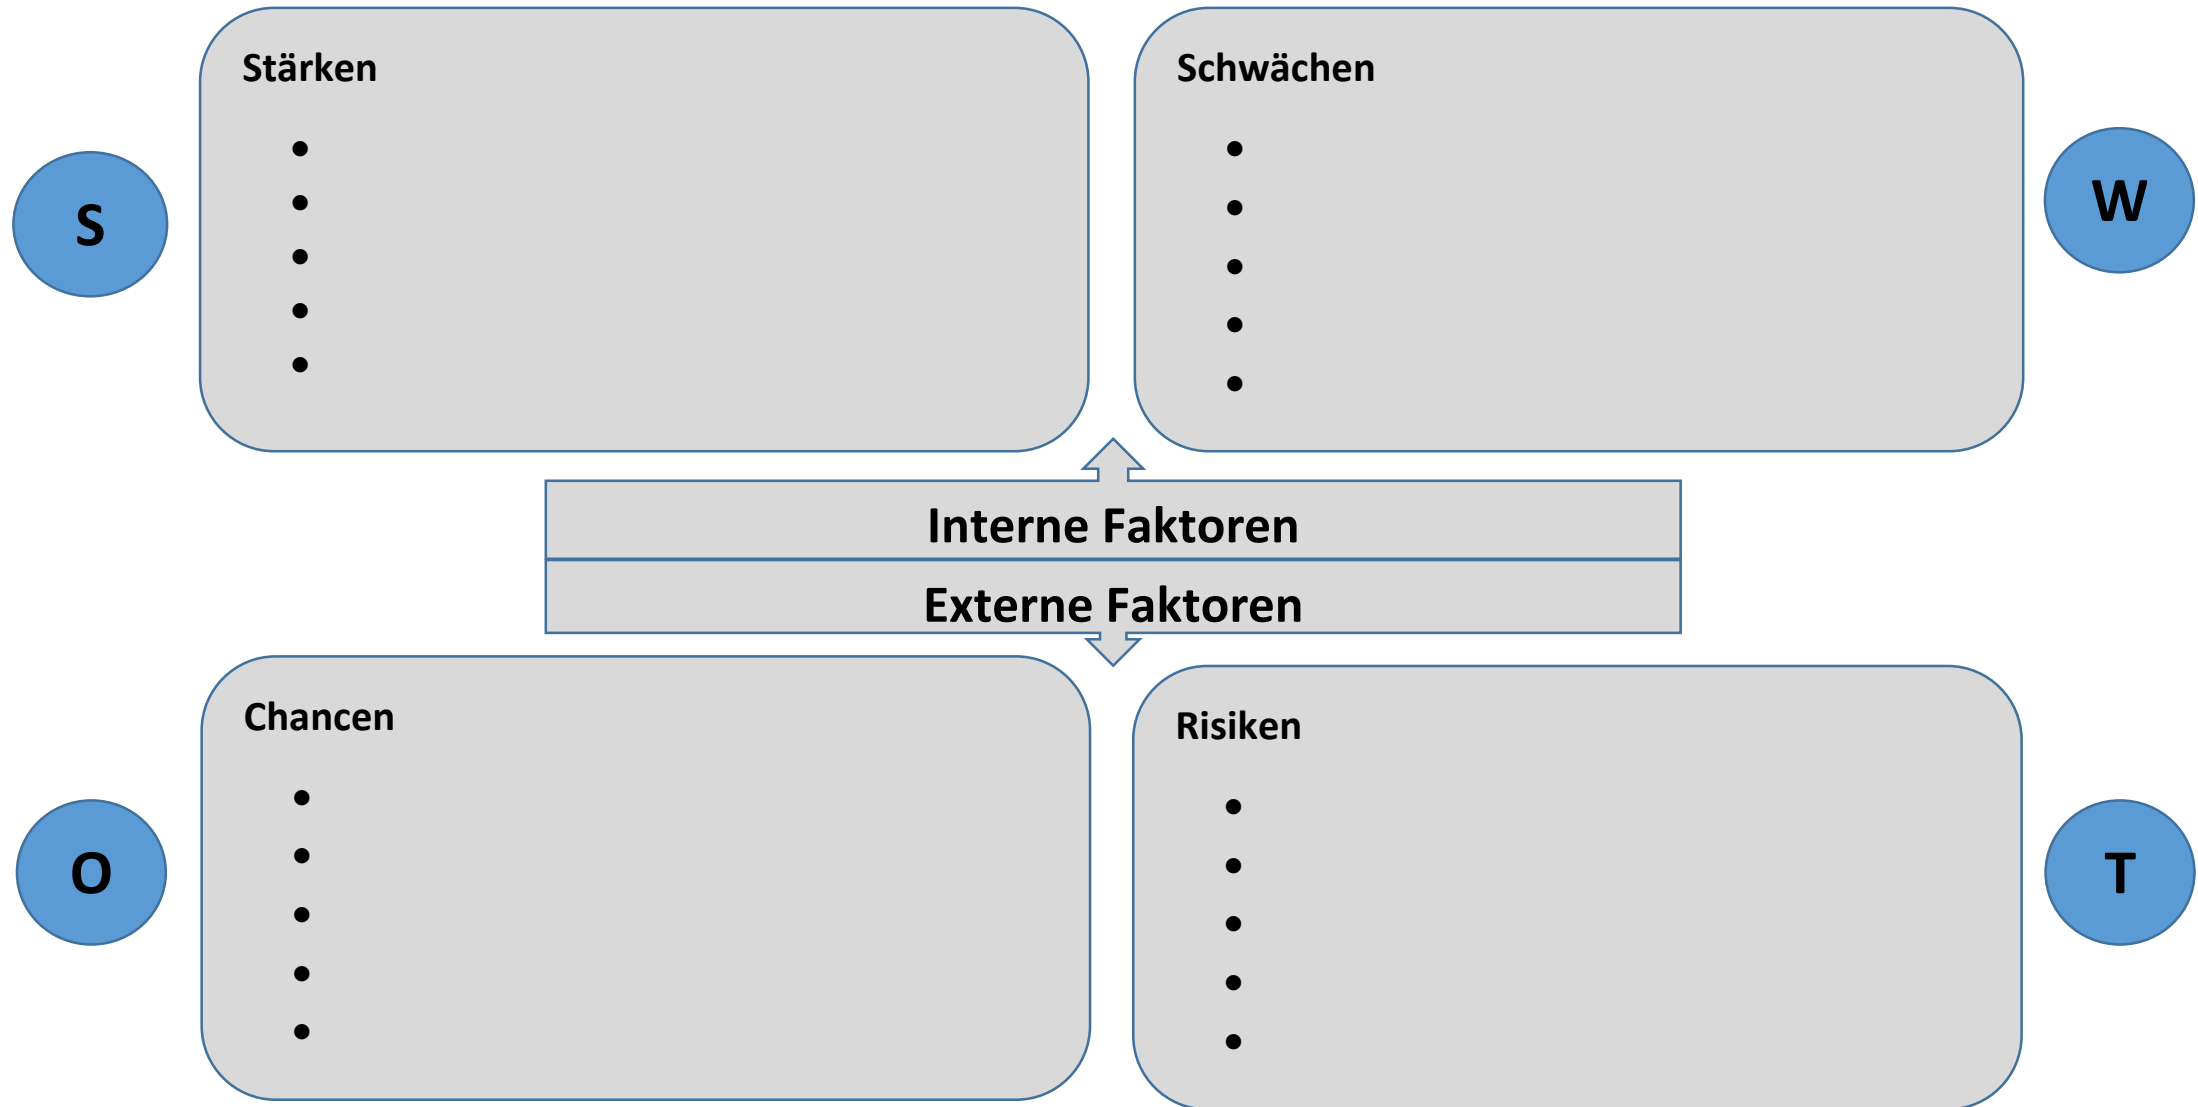 Stärken
•
•
•
•
•
S
Schwächen
•
•
•
•
•
W
Interne Faktoren
Externe Faktoren
Chancen
•
•
•
•
•
O
Risiken
•
•
•
•
•
T